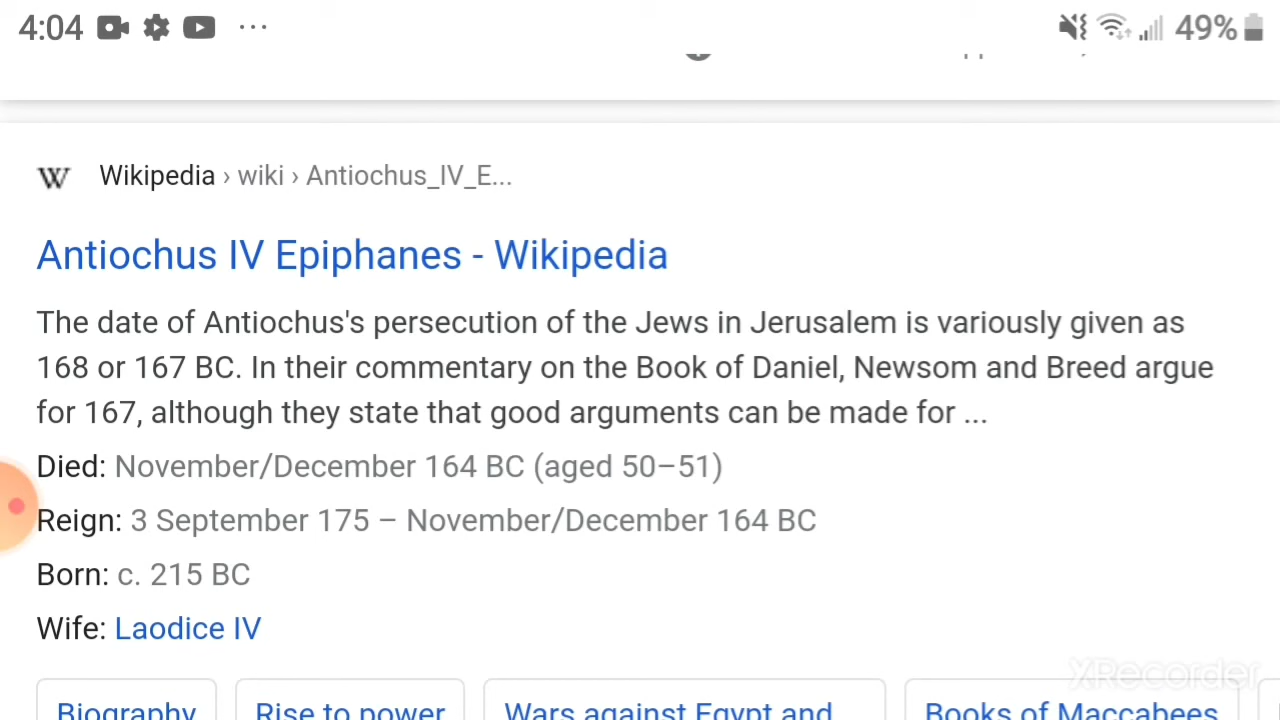 4:04 ... 49%
Wikipedia › wiki › Antiochus_IV_E...
Antiochus IV Epiphanes - Wikipedia
The date of Antiochus's persecution of the Jews in Jerusalem is variously given as
168 or 167 BC. In their commentary on the Book of Daniel, Newsom and Breed argue
for 167, although they state that good arguments can be made for ...
Died: November/December 164 BC (aged 50–51)
Reign: 3 September 175 – November/December 164 BC
Born: c. 215 BC
Wife: Laodice IV
XRecorder
Biography Rise to power Wars against Egypt and Books of Maccabees